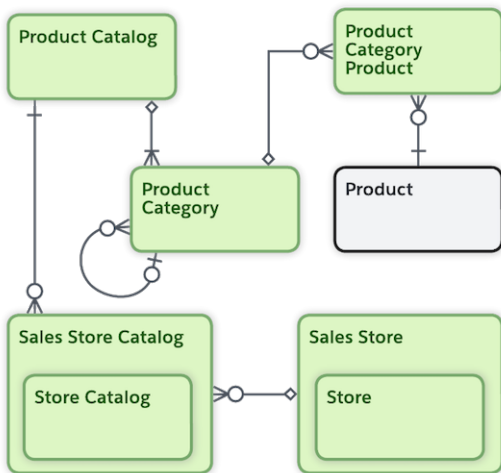 Product Catalog
Product
Category
Product
Product
Category
Product
Sales Store Catalog
Store Catalog
Sales Store
Store